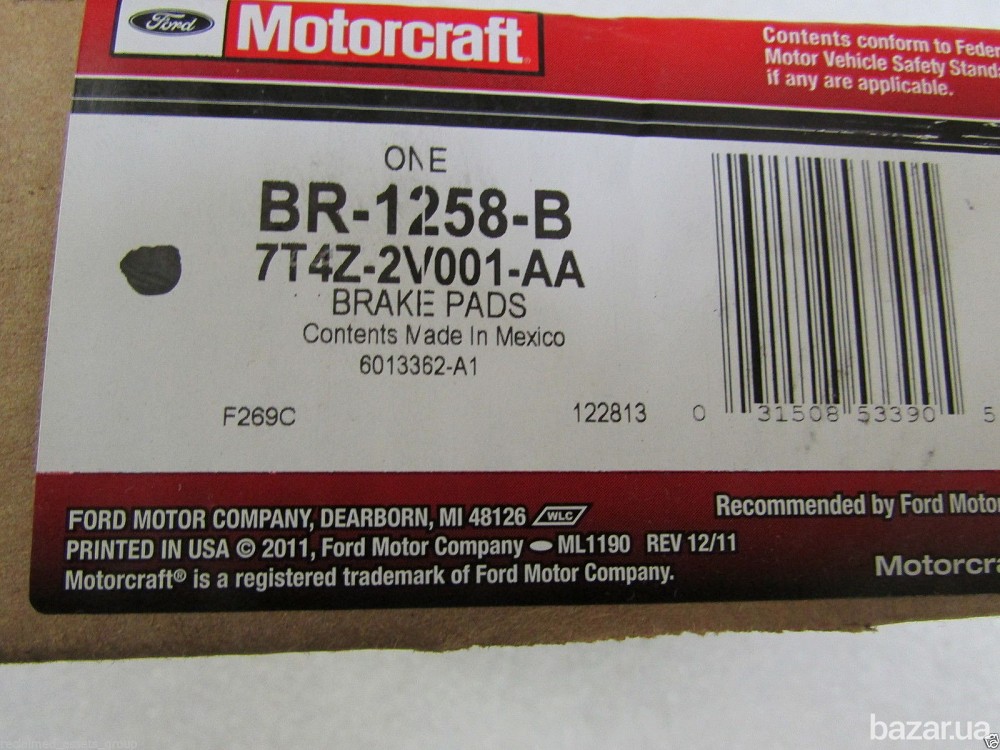 Ford Motorcraft
Contents conform to Feder
Motor Vehicle Safety Standa
if any are applicable.
ONE
BR-1258-B
7T4Z-2V001-AA
BRAKE PADS
Contents Made In Mexico
6013362-A1
F269C
122813
0 31508 53390 5
FORD MOTOR COMPANY, DEARBORN, MI 48126 WLC
PRINTED IN USA © 2011, Ford Motor Company ML1190 REV 12/11
Motorcraft® is a registered trademark of Ford Motor Company.
Recommended by Ford Motor
Motorcra
bazar.ua